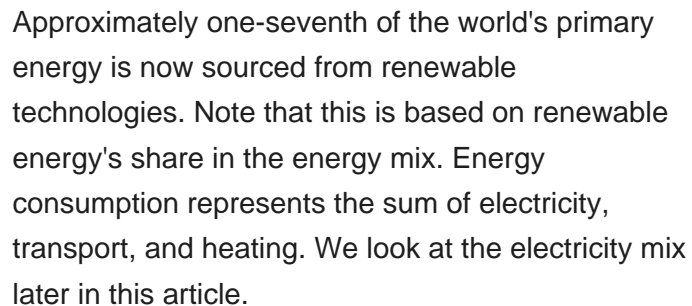 Approximately one-seventh of the world's primary
energy is now sourced from renewable
technologies. Note that this is based on renewable
energy's share in the energy mix. Energy
consumption represents the sum of electricity,
transport, and heating. We look at the electricity mix
later in this article.